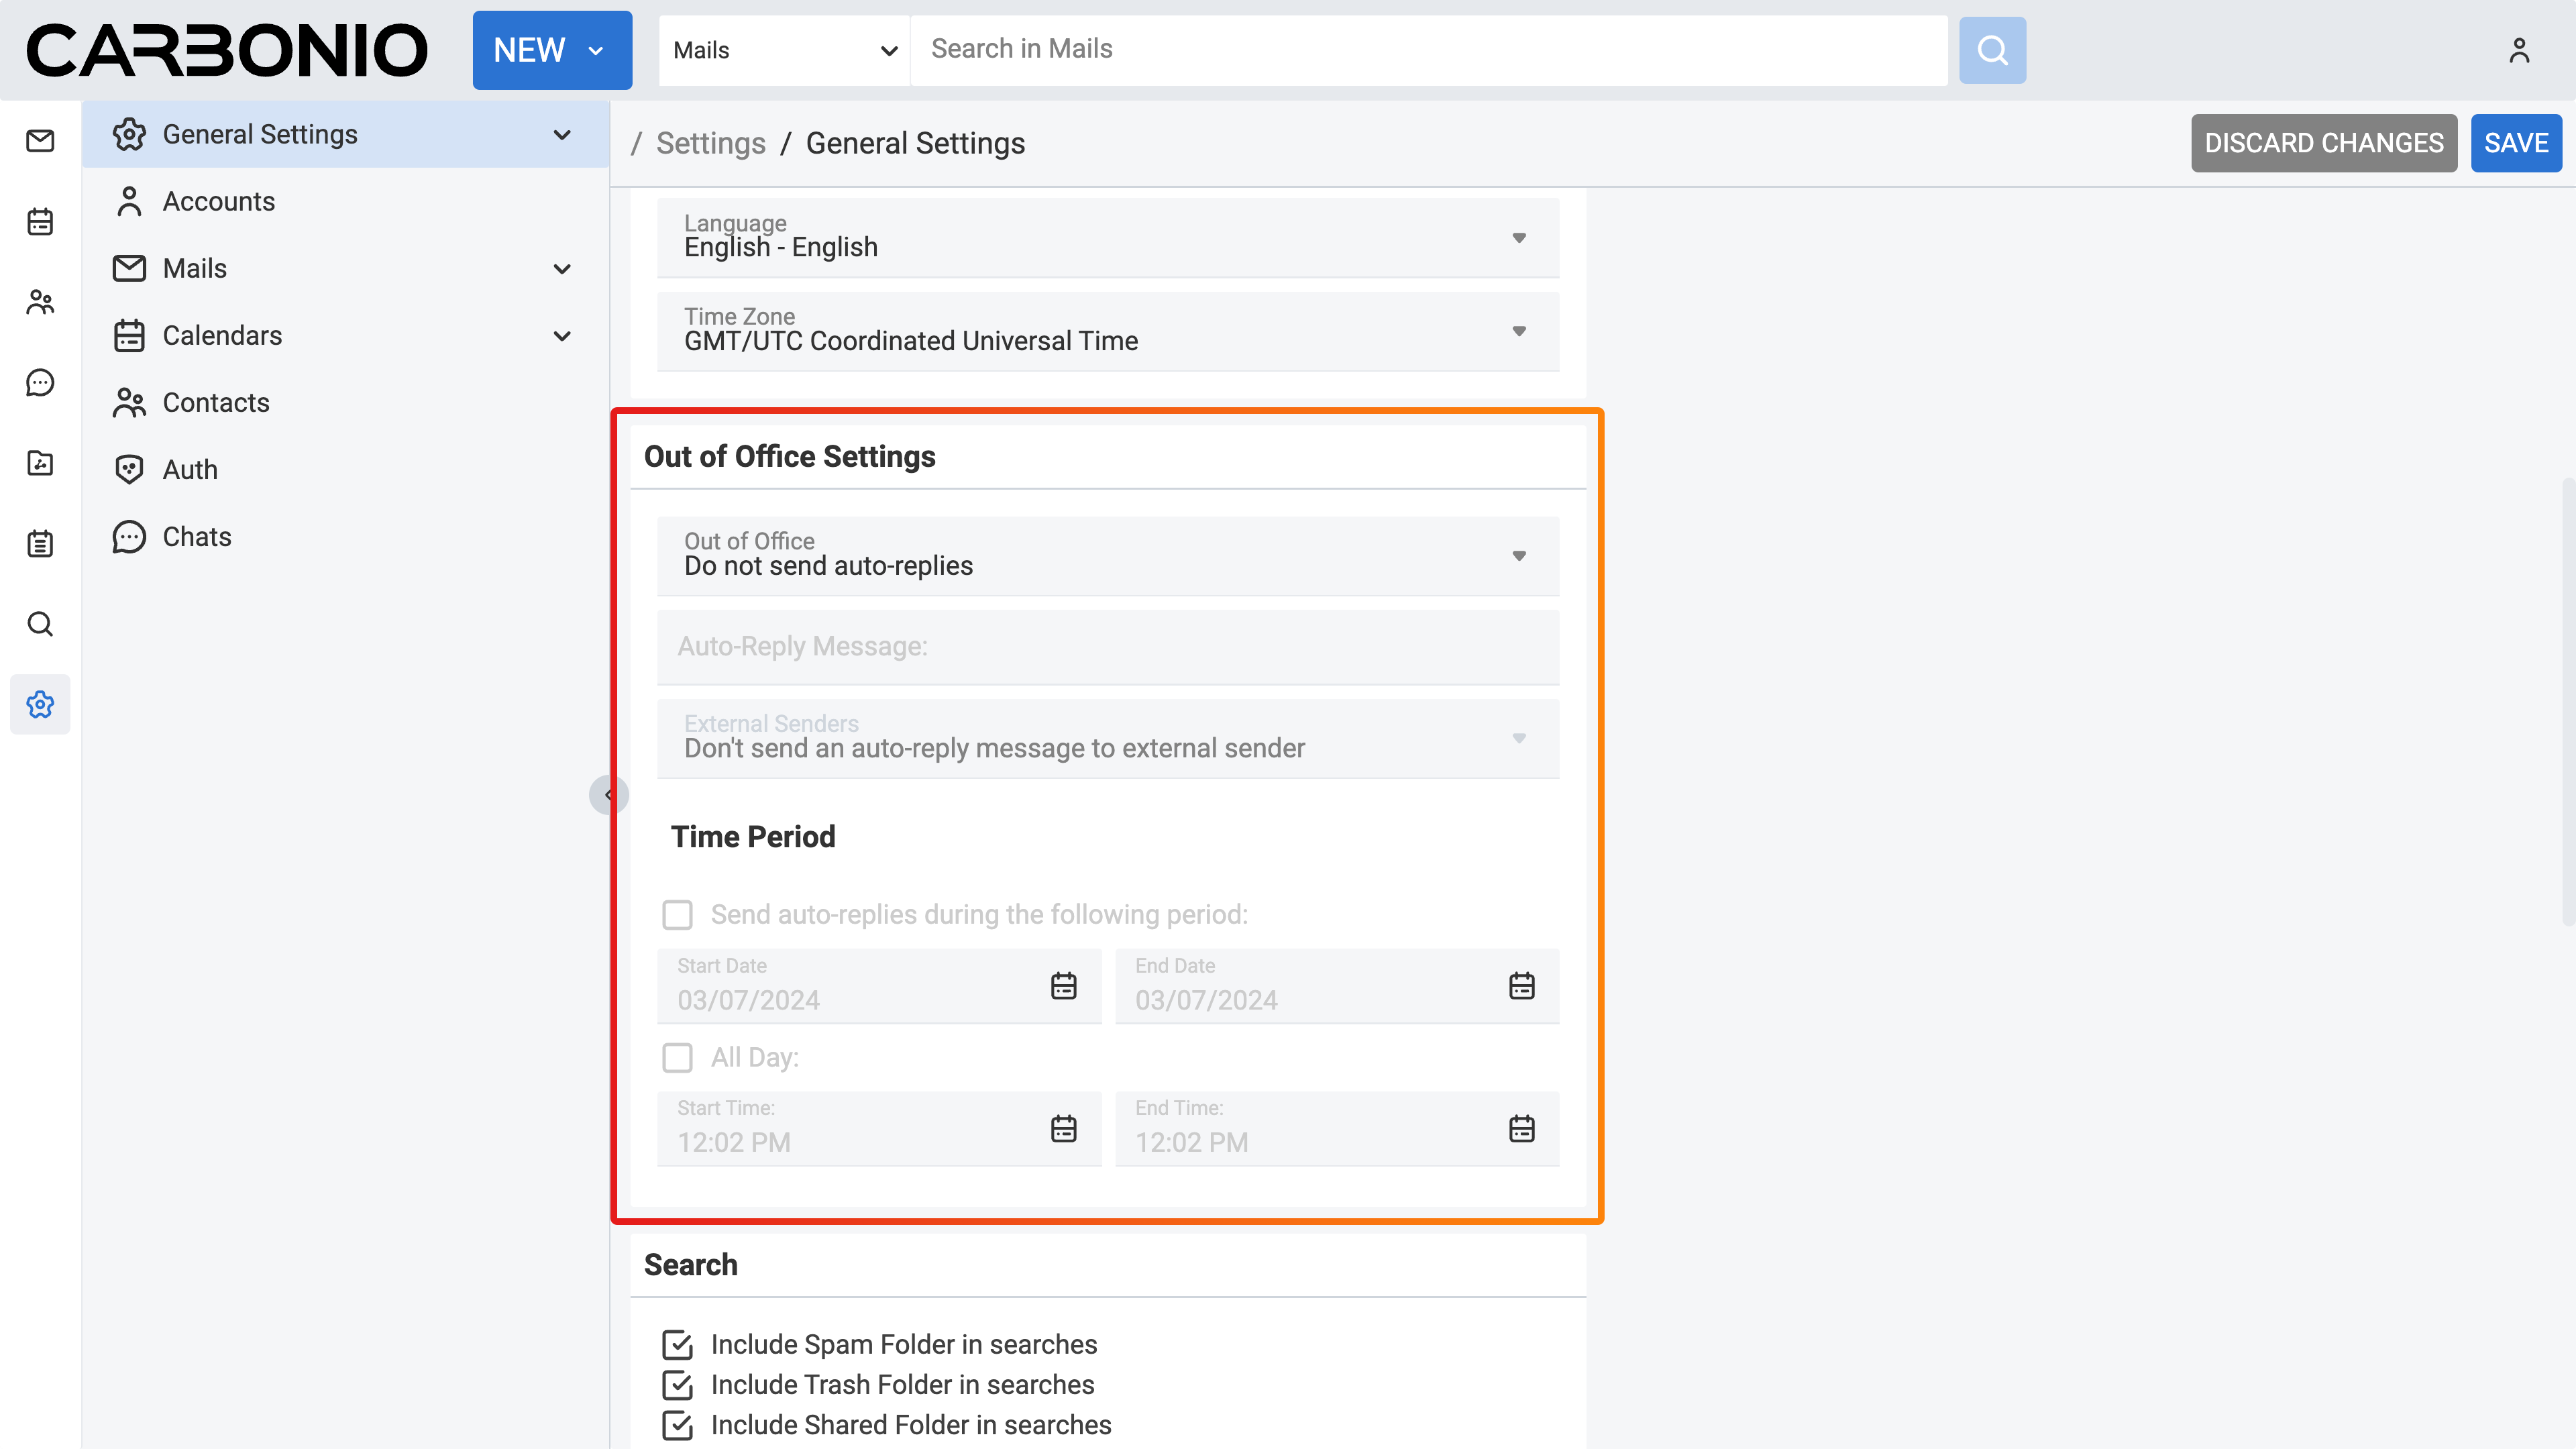 CARBONIO
NEW
Mails
Search in Mails
General Settings
Accounts
Mails
Calendars
Contacts
Auth
Chats
/ Settings / General Settings
DISCARD CHANGES
SAVE
Language
English - English
Time Zone
GMT/UTC Coordinated Universal Time
Out of Office Settings
Out of Office
Do not send auto-replies
Auto-Reply Message:
External Senders
Don't send an auto-reply message to external sender
Time Period
Send auto-replies during the following period:
Start Date
03/07/2024
End Date
03/07/2024
All Day:
Start Time:
12:02 PM
End Time:
12:02 PM
Search
Include Spam Folder in searches
Include Trash Folder in searches
Include Shared Folder in searches